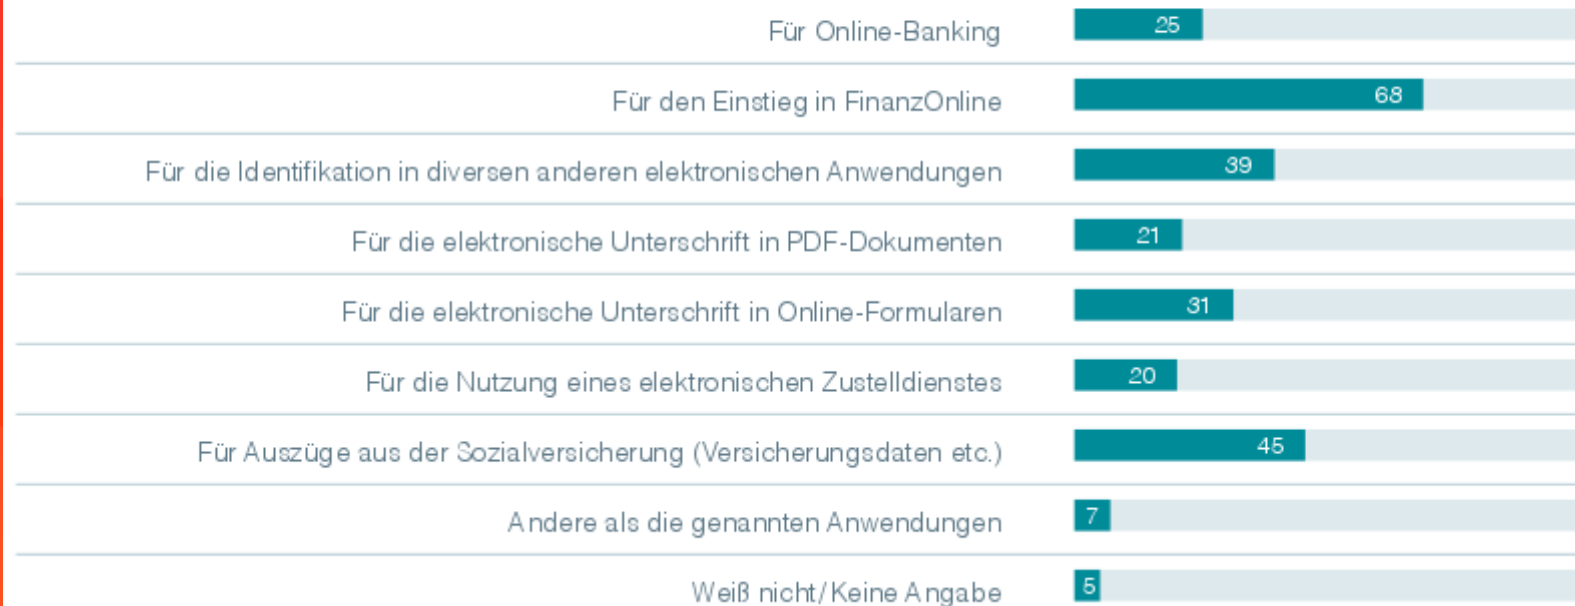 Für Online-Banking 25
Für den Einstieg in FinanzOnline 68
Für die Identifikation in diversen anderen elektronischen Anwendungen 39
Für die elektronische Unterschrift in PDF-Dokumenten 21
Für die elektronische Unterschrift in Online-Formularen 31
Für die Nutzung eines elektronischen Zustelldienstes 20
Für Auszüge aus der Sozialversicherung (Versicherungsdaten etc.) 45
Andere als die genannten Anwendungen 7
Weiß nicht/Keine Angabe 5